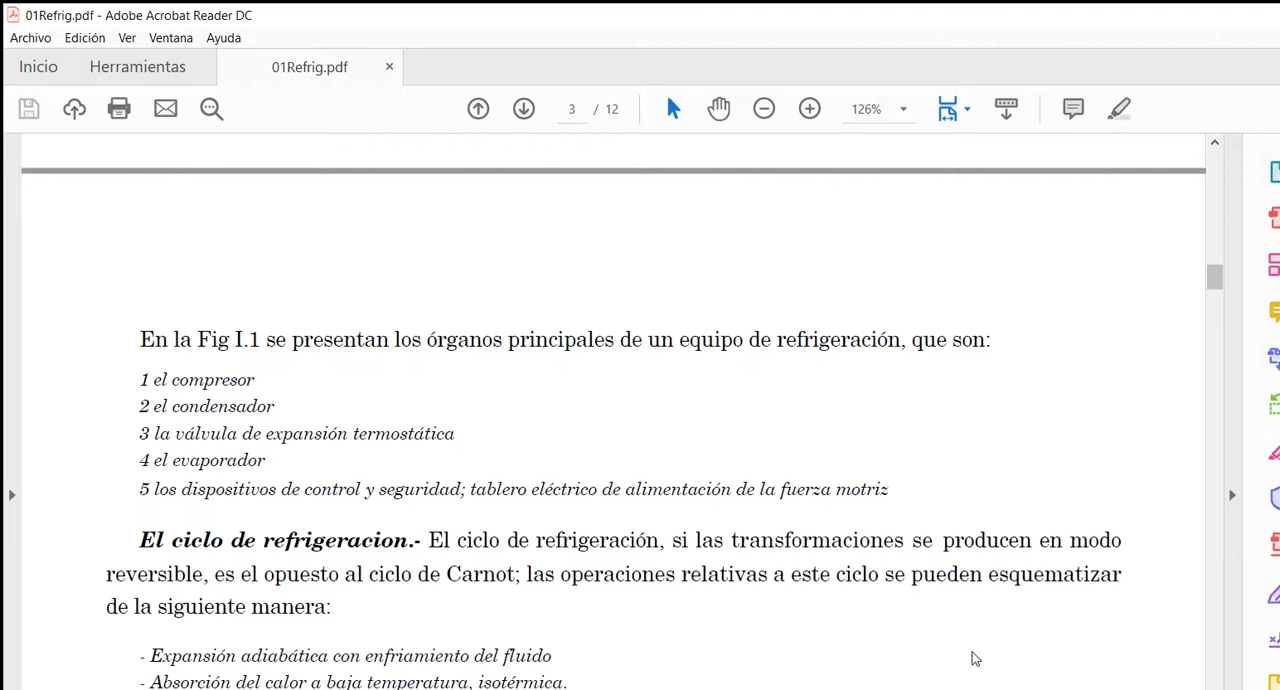 01Refrig.pdf - Adobe Acrobat Reader DC
Archivo Edición Ver Ventana Ayuda
Inicio Herramientas 01Refrig.pdf ×
3 / 12 126%
En la Fig I.1 se presentan los órganos principales de un equipo de refrigeración, que son:
1 el compresor
2 el condensador
3 la válvula de expansión termostática
4 el evaporador
5 los dispositivos de control y seguridad; tablero eléctrico de alimentación de la fuerza motriz
El ciclo de refrigeracion.- El ciclo de refrigeración, si las transformaciones se producen en modo
reversible, es el opuesto al ciclo de Carnot; las operaciones relativas a este ciclo se pueden esquematizar
de la siguiente manera:
- Expansión adiabática con enfriamiento del fluido
- Absorción del calor a baja temperatura, isotérmica.